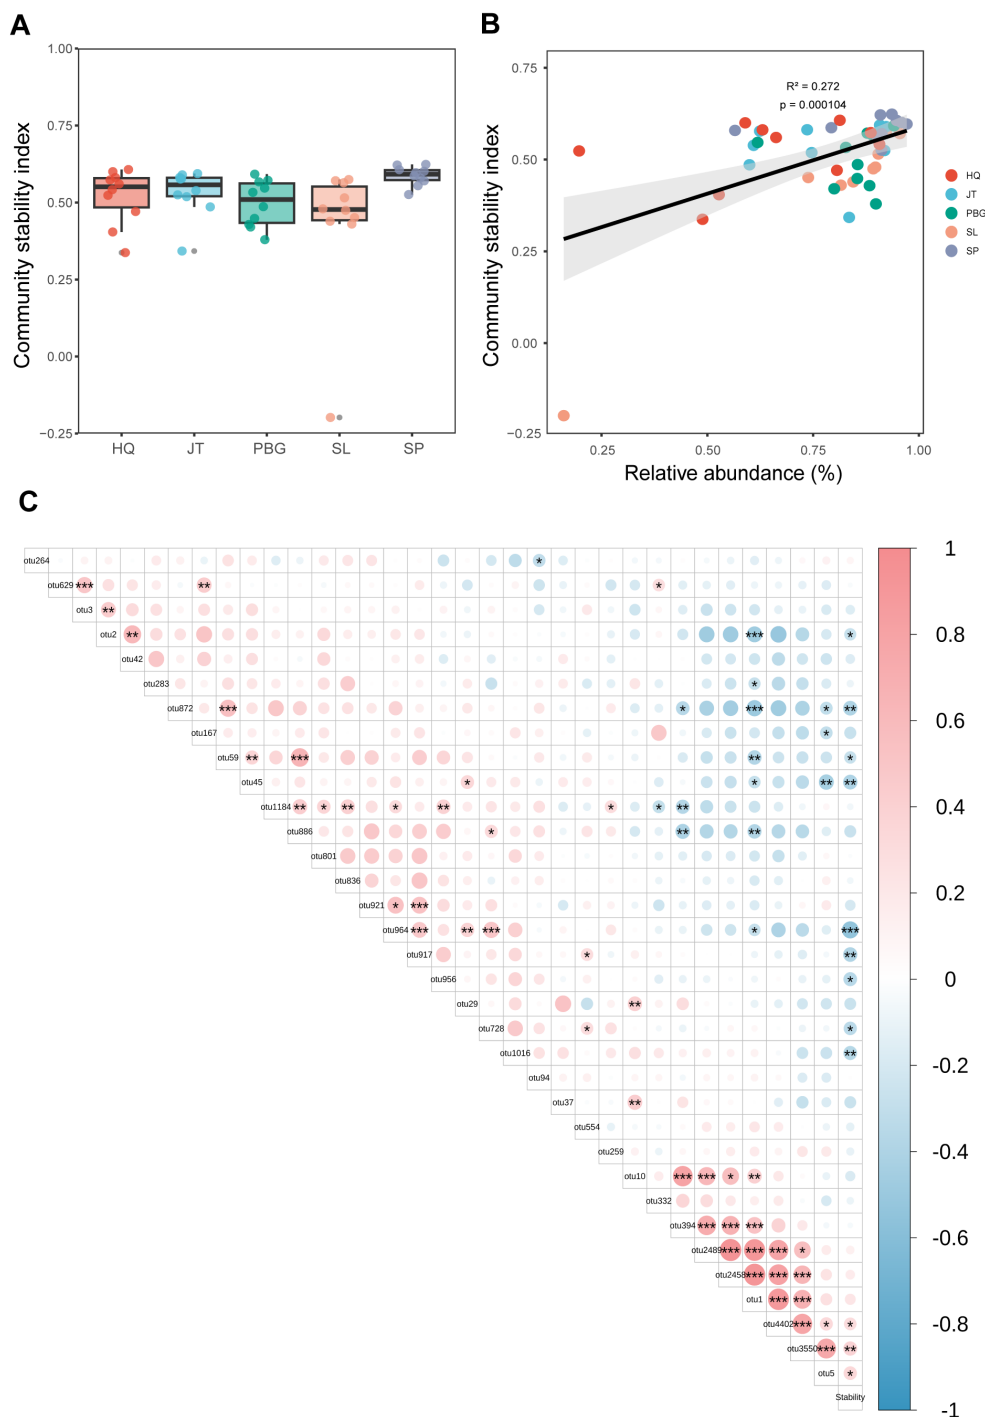 A
Community stability index
1.00
0.75
0.50
0.25
0.00
−0.25
HQ
JT
PBG
SL
SP
B
Community stability index
0.75
0.50
0.25
0.00
−0.25
R² = 0.272
p = 0.000104
0.25
0.50
0.75
1.00
Relative abundance (%)
HQ
JT
PBG
SL
SP
C
otu264 *
otu629 *** ** *
otu3 **
otu2 ** *** *
otu42
otu283 *
otu872 *** * *** * **
otu167 *
otu59 ** *** ** *
otu45 * * ** **
otu1184 ** * ** * ** * * **
otu886 * ** **
otu801
otu836
otu921 * ***
otu964 *** ** *** * ***
otu917 * **
otu956 *
otu29 **
otu728 * *
otu1016 **
otu94
otu37 **
otu554
otu259
otu10 *** *** * **
otu332
otu394 *** *** ***
otu2489 *** *** *** *
otu2458 *** *** ***
otu1 *** ***
otu4402 *** * *
otu3550 *** **
otu5 *
Stability
1
0.8
0.6
0.4
0.2
0
-0.2
-0.4
-0.6
-0.8
-1